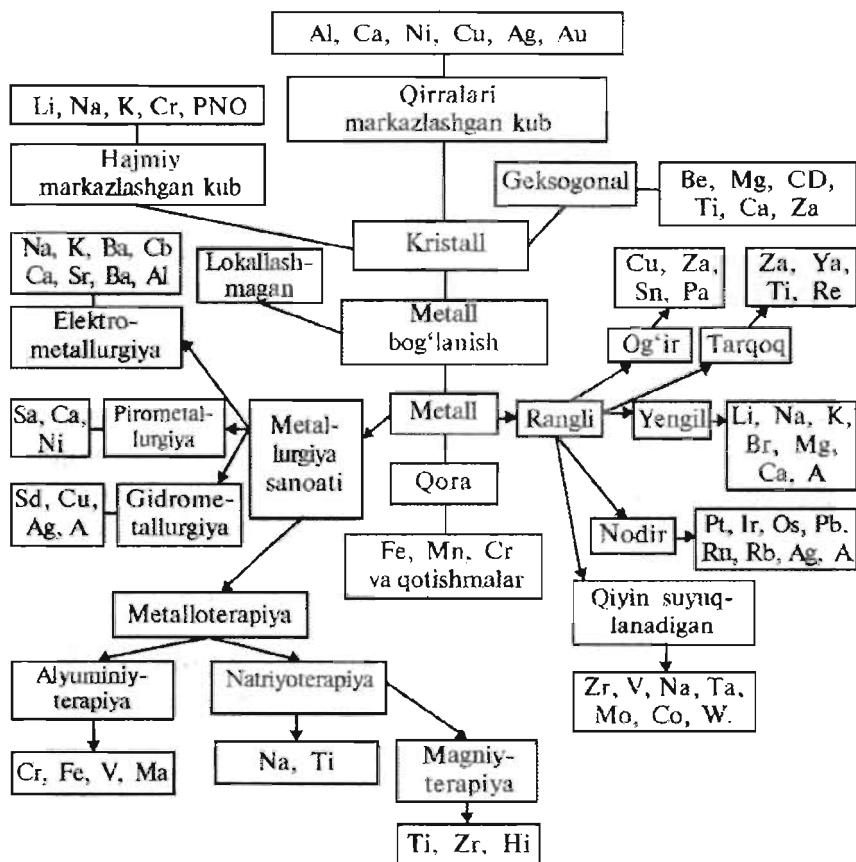 Al, Ca, Ni, Cu, Ag, Au
Qirralari
markazlashgan kub
Li, Na, K, Cr, PNO
Hajmiy
markazlashgan kub
Geksogonal
Be, Mg, CD,
Ti, Ca, Za
Kristall
Na, K, Ba, Cb
Ca, Sr, Ba, Al
Lokallash-
magan
Cu, Za,
Sn, Pa
Za, Ya,
Ti, Re
Elektro-
metallurgiya
Metall
bog‘lanish
Og‘ir
Tarqoq
Sa, Ca,
Ni
Pirometal-
lurgiya
Metal-
lurgiya
sanoati
Metall
Rangli
Yengil
Li, Na, K,
Br, Mg,
Ca, A
Qora
Sd, Cu,
Ag, A
Gidrome-
tallurgiya
Nodir
Pt, Ir, Os, Pb.
Rn, Rb, Ag, A
Fe, Mn, Cr
va qotishmalar
Metalloterapiya
Qiyin suyuq-
lanadigan
Alyuminiy-
terapiya
Natriyoterapiya
Zr, V, Na, Ta,
Mo, Co, W.
Cr, Fe, V, Ma
Na, Ti
Magniy-
terapiya
Ti, Zr, Hi